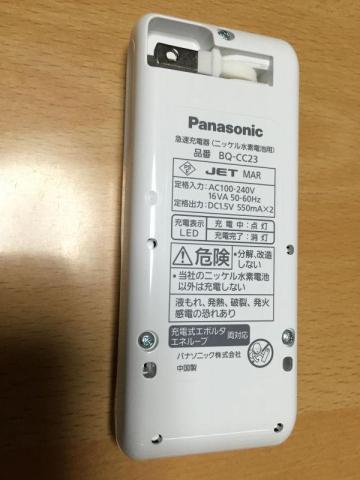 Panasonic
急速充電器(ニッケル水素電池用)
品番 BQ-CC23
PS E JET MAR
定格入力:AC100-240V
16VA 50-60Hz
定格出力:DC1.5V 550mA×2
充電表示 LED 充電中:点灯
充電完了:消灯
⚠危険 •分解、改造しない
•当社のニッケル水素電池
以外は充電しない
液もれ、発熱、破裂、発火
感電の恐れあり
充電式エボルタ
エネループ 両対応
パナソニック株式会社
中国製